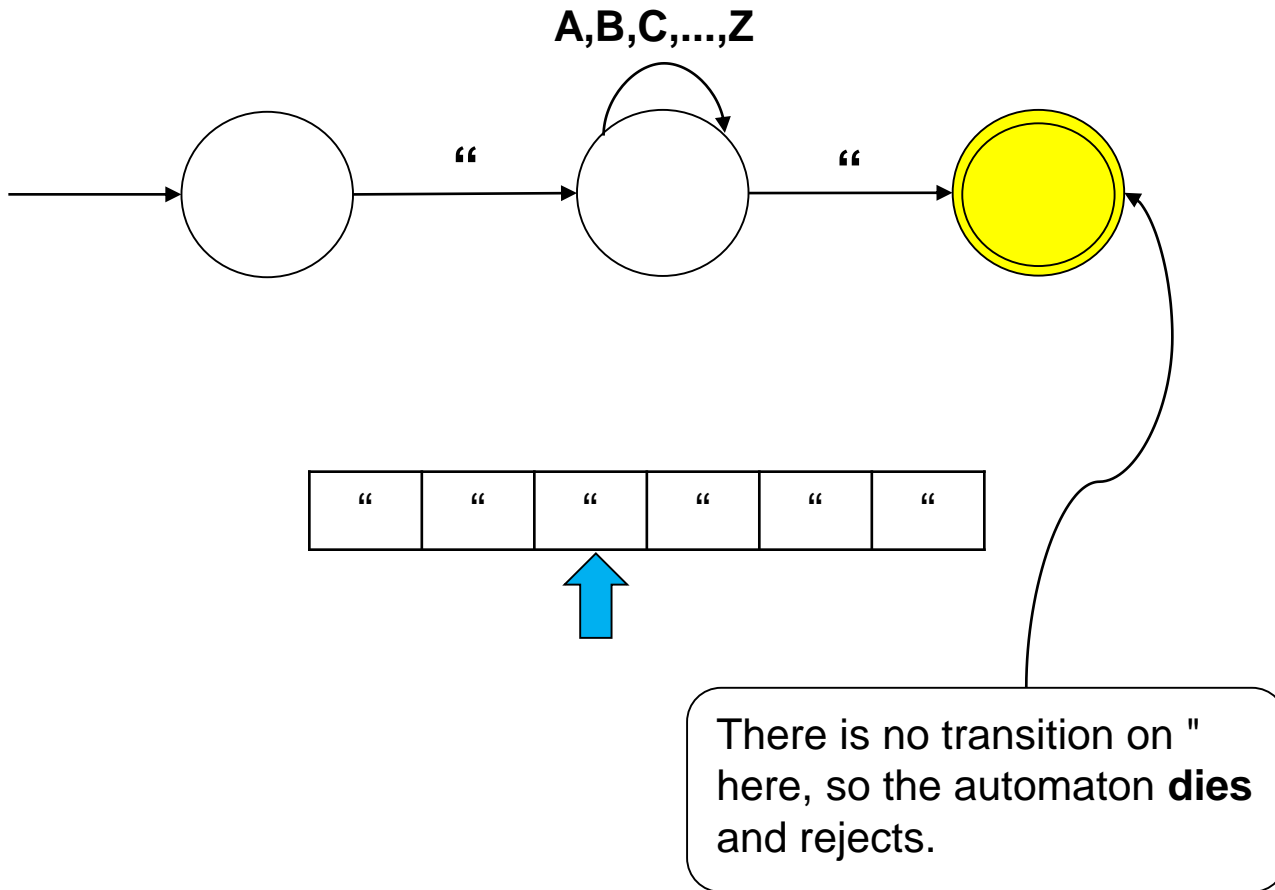 A,B,C,...,Z
“ “
“ “ “ “ “ “
There is no transition on "
here, so the automaton dies
and rejects.